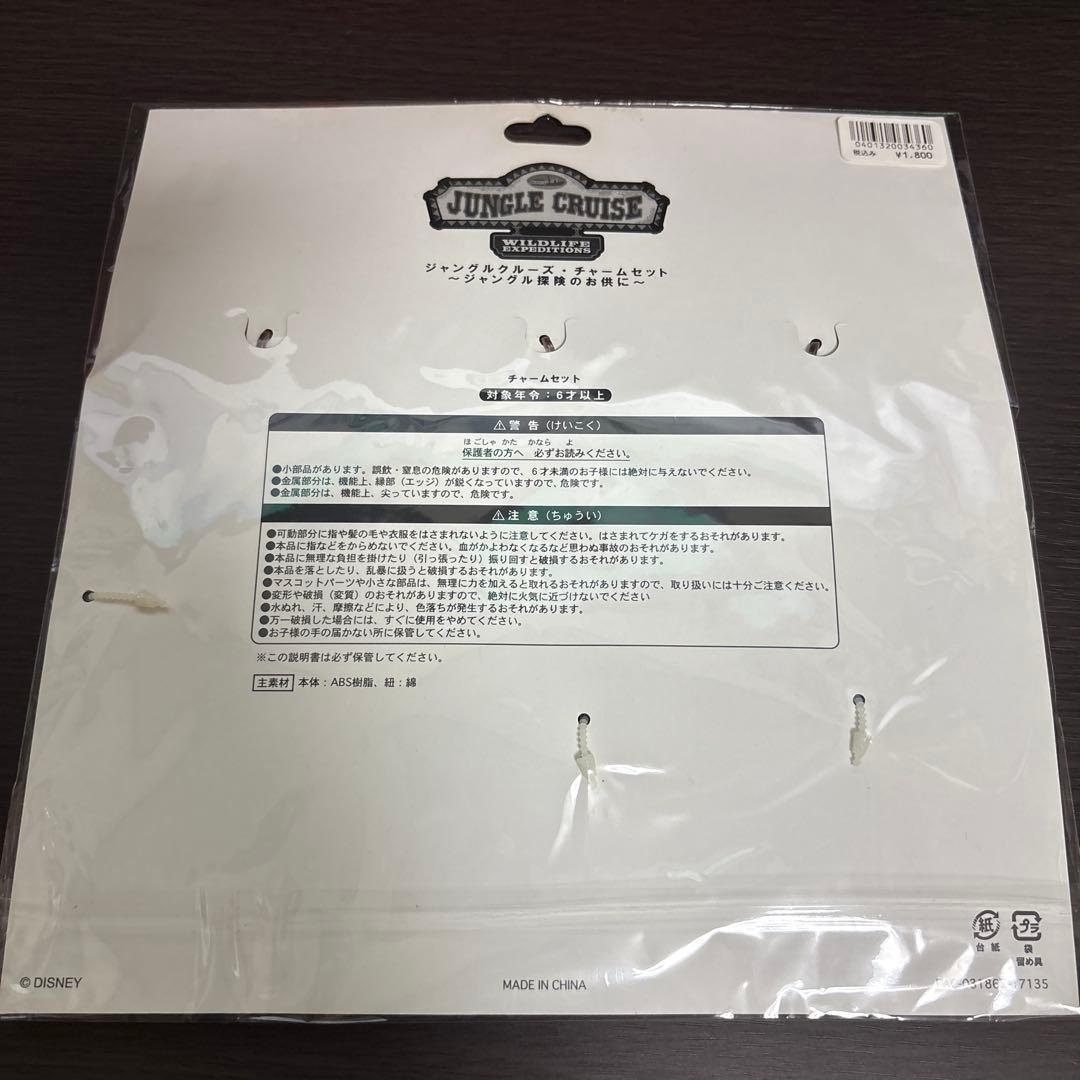 0401320034360
税込み ¥1,800
JUNGLE CRUISE
WILDLIFE
EXPEDITIONS
ジャングルクルーズ・チャームセット
～ジャングル探険のお供に～
チャームセット
対象年令：6才以上
⚠警 告（けいこく）
ほごしゃ かた かなら よ
保護者の方へ 必ずお読みください。
●小部品があります。誤飲・窒息の危険がありますので、6才未満のお子様には絶対に与えないでください。
●金属部分は、機能上、縁部（エッジ）が鋭くなっていますので、危険です。
●金属部分は、機能上、尖っていますので、危険です。
⚠注 意（ちゅうい）
●可動部分に指や髪の毛や衣服をはさまれないように注意してください。はさまれてケガをするおそれがあります。
●本品に指などをからめないでください。血がかよわなくなるなど思わぬ事故のおそれがあります。
●本品に無理な負担を掛けたり（引っ張ったり）振り回すと破損するおそれがあります。
●本品を落としたり、乱暴に扱うと破損するおそれがあります。
●マスコットパーツや小さな部品は、無理に力を加えると取れるおそれがありますので、取り扱いには十分ご注意ください。
●変形や破損（変質）のおそれがありますので、絶対に火気に近づけないでください
●水ぬれ、汗、摩擦などにより、色落ちが発生するおそれがあります。
●万一破損した場合には、すぐに使用をやめてください。
●お子様の手の届かない所に保管してください。
※この説明書は必ず保管してください。
主素材 本体：ABS樹脂、紐：綿
紙 プラ
台紙 袋
留め具
© DISNEY MADE IN CHINA